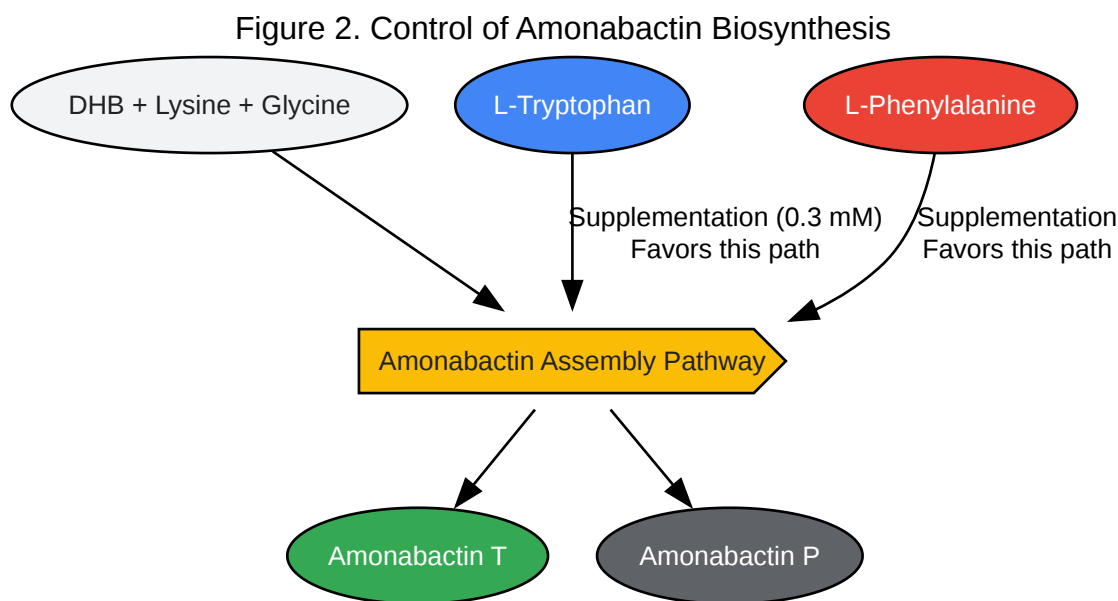 Figure 2. Control of Amonabactin Biosynthesis
DHB + Lysine + Glycine
L-Tryptophan
L-Phenylalanine
Supplementation (0.3 mM)
Favors this path
Supplementation
Favors this path
Amonabactin Assembly Pathway
Amonabactin T
Amonabactin P